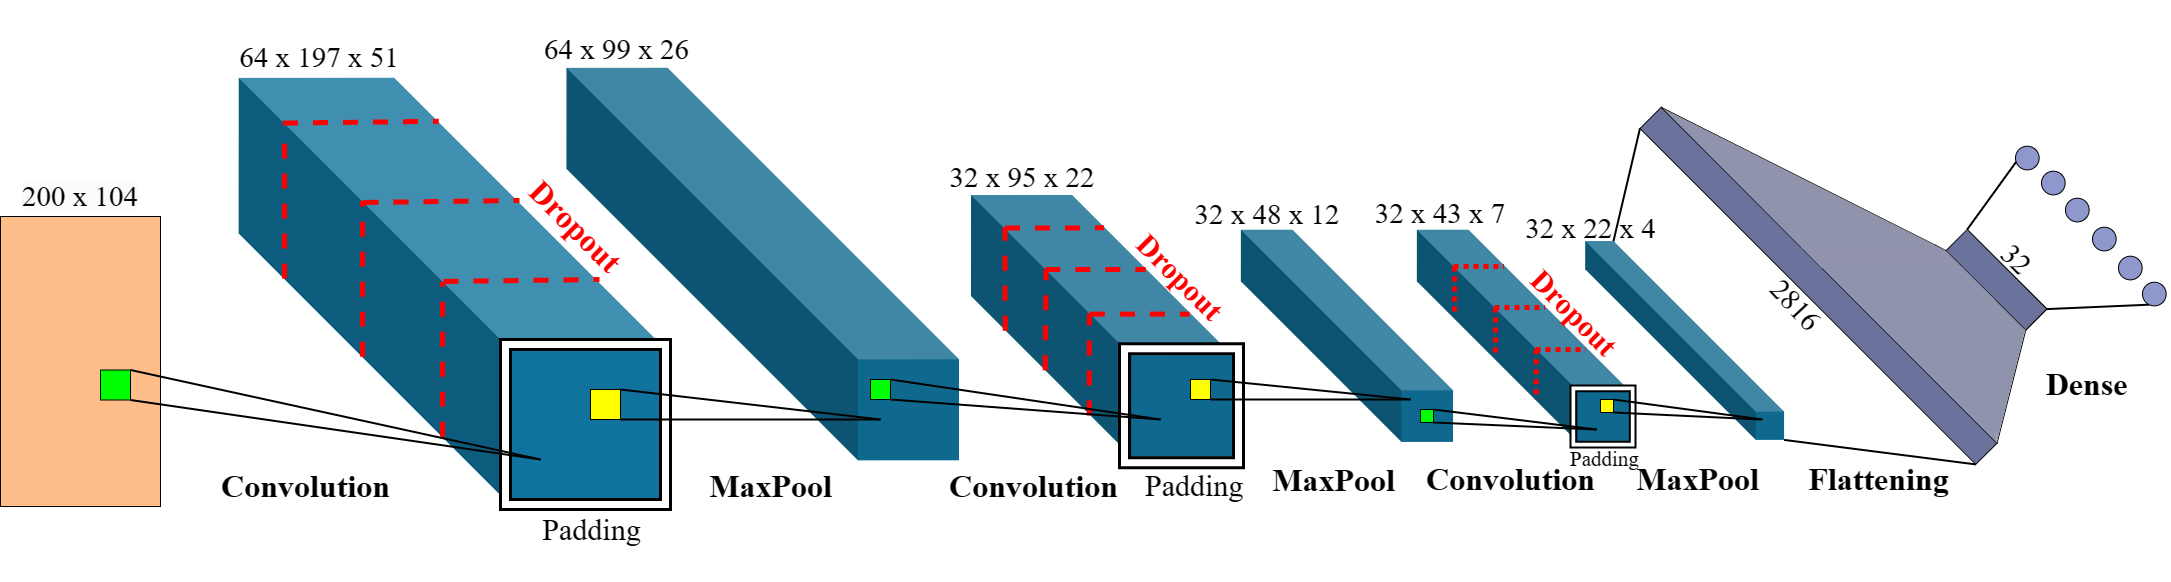 200 x 104
64 x 197 x 51
Dropout
Convolution
Padding
64 x 99 x 26
MaxPool
32 x 95 x 22
Dropout
Convolution
Padding
32 x 48 x 12
MaxPool
32 x 43 x 7
Dropout
Convolution
Padding
32 x 22 x 4
MaxPool
2816
Flattening
32
Dense